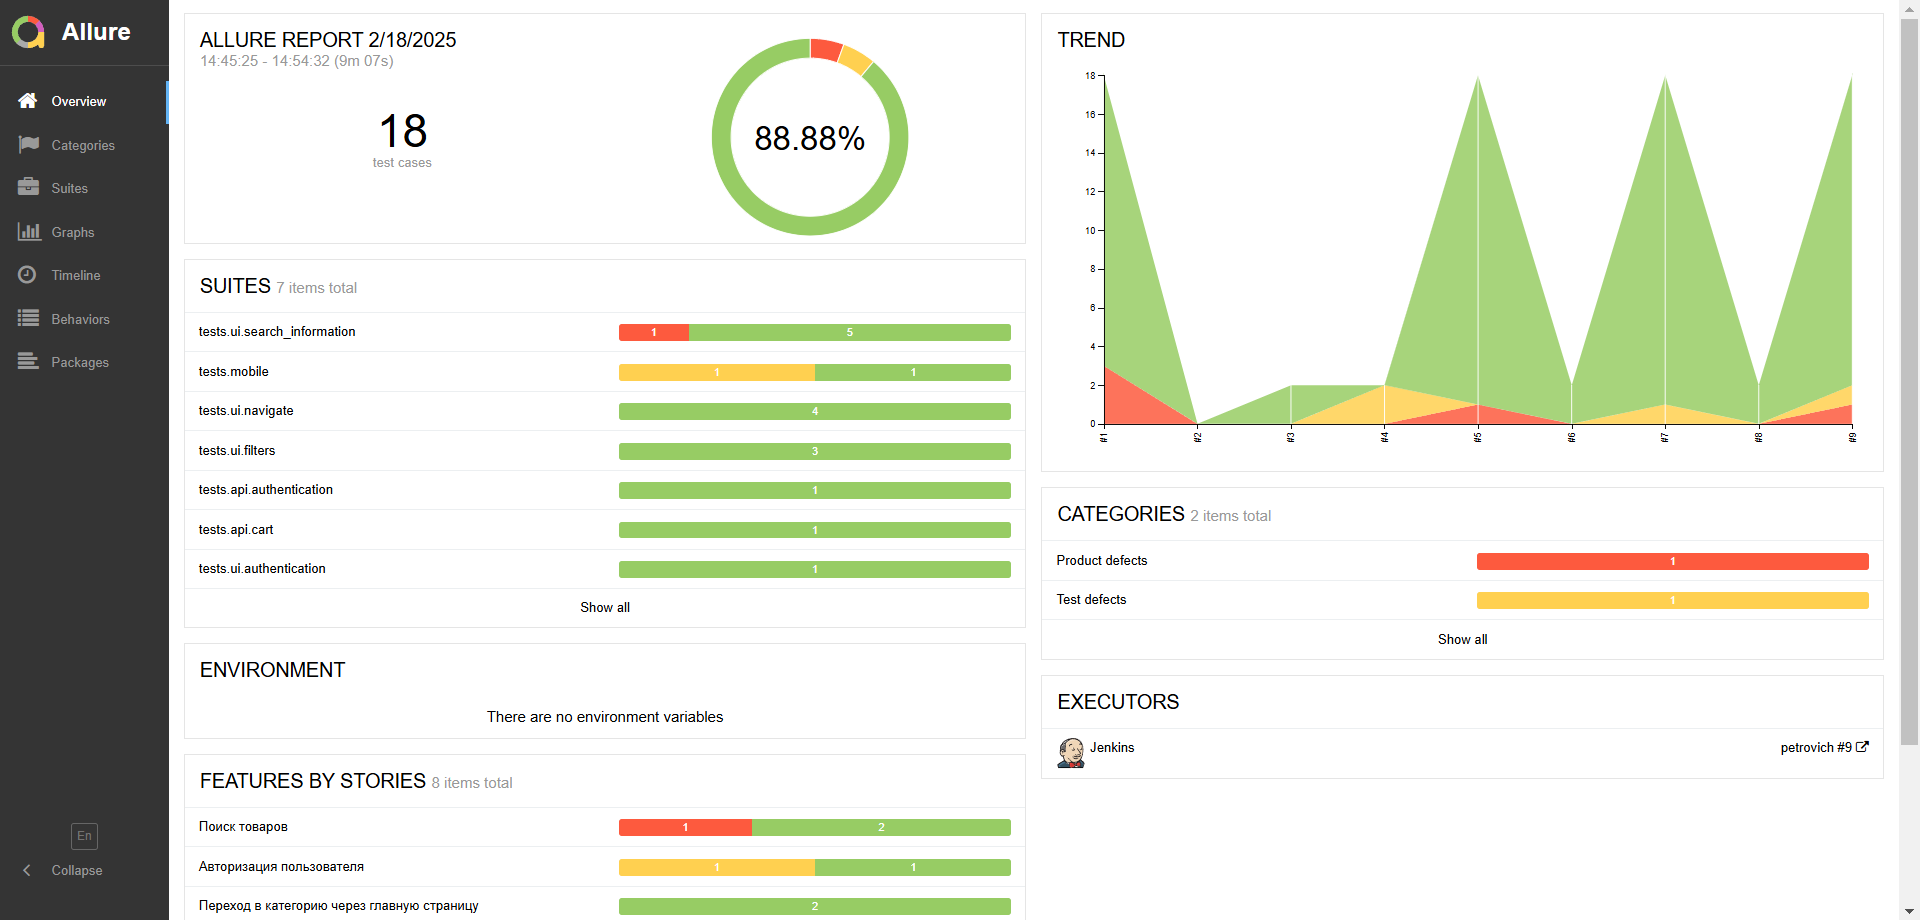 Allure
Overview
Categories
Suites
Graphs
Timeline
Behaviors
Packages
En
Collapse
ALLURE REPORT 2/18/2025
14:45:25 - 14:54:32 (9m 07s)
18
test cases
88.88%
SUITES 7 items total
tests.ui.search_information 1 5
tests.mobile 1 1
tests.ui.navigate 4
tests.ui.filters 3
tests.api.authentication 1
tests.api.cart 1
tests.ui.authentication 1
Show all
ENVIRONMENT
There are no environment variables
FEATURES BY STORIES 8 items total
Поиск товаров 1 2
Авторизация пользователя 1 1
Переход в категорию через главную страницу 2
TREND
18
16
14
12
10
8
6
4
2
0
#1 #2 #3 #4 #5 #6 #7 #8 #9
CATEGORIES 2 items total
Product defects 1
Test defects 1
Show all
EXECUTORS
Jenkins petrovich #9